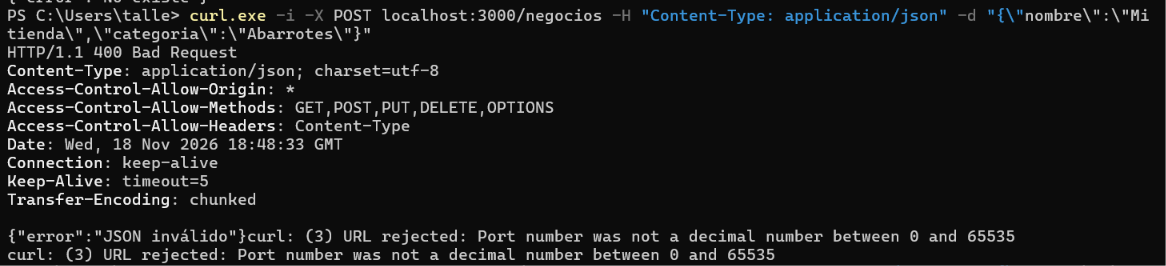 PS C:\Users\talle> curl.exe -i -X POST localhost:3000/negocios -H "Content-Type: application/json" -d "{\"nombre\":\"Mi
tienda\",\"categoria\":\"Abarrotes\"}"
HTTP/1.1 400 Bad Request
Content-Type: application/json; charset=utf-8
Access-Control-Allow-Origin: *
Access-Control-Allow-Methods: GET,POST,PUT,DELETE,OPTIONS
Access-Control-Allow-Headers: Content-Type
Date: Wed, 18 Nov 2026 18:48:33 GMT
Connection: keep-alive
Keep-Alive: timeout=5
Transfer-Encoding: chunked
{"error":"JSON inválido"}curl: (3) URL rejected: Port number was not a decimal number between 0 and 65535
curl: (3) URL rejected: Port number was not a decimal number between 0 and 65535